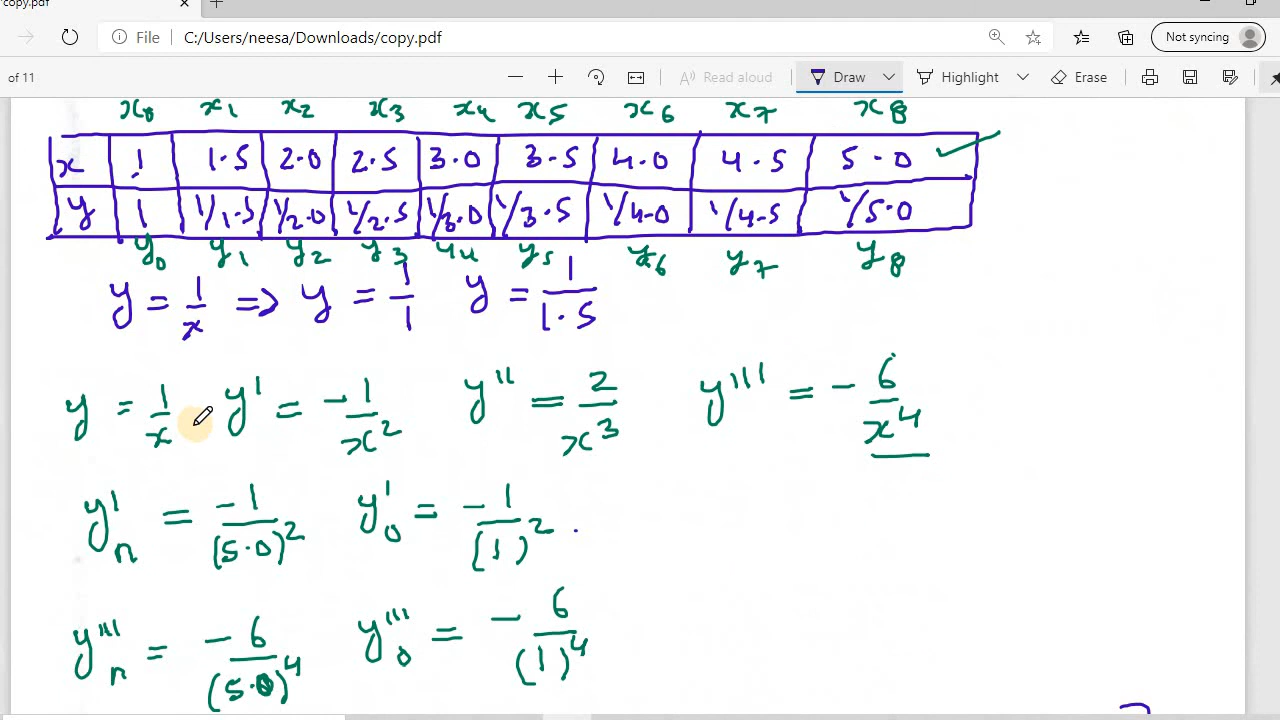 copy.pdf
File C:/Users/neesa/Downloads/copy.pdf Not syncing
of 11 Read aloud Draw Highlight Erase
x₀ x₁ x₂ x₃ x₄ x₅ x₆ x₇ x₈
x 1 1.5 2.0 2.5 3.0 3.5 4.0 4.5 5.0 ✓
y 1 1/1.5 1/2.0 1/2.5 1/3.0 1/3.5 1/4.0 1/4.5 1/5.0
y₀ y₁ y₂ y₃ y₄ y₅ y₆ y₇ y₈
y = 1/x => y = 1/1 y = 1/1.5
y = 1/x y' = -1/x² y'' = 2/x³ y''' = -6/x⁴
y'ₙ = -1/(5.0)² y'₀ = -1/(1)²
y'''ₙ = -6/(5.0)⁴ y'''₀ = -6/(1)⁴